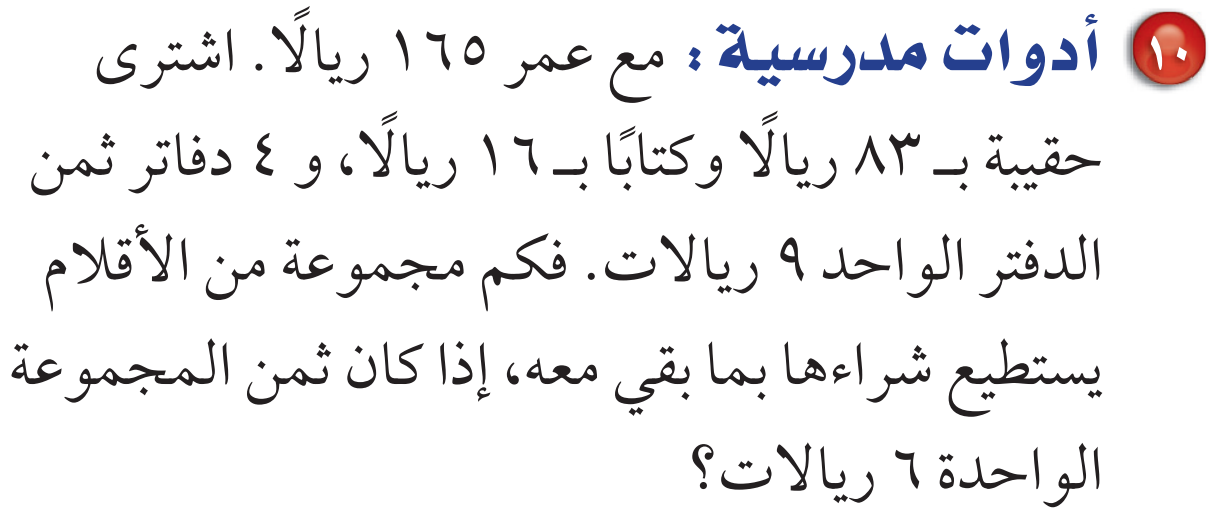 ١٠ أدوات مدرسية : مع عمر ١٦٥ ريالًا. اشترى
حقيبة بـ ٨٣ ريالًا وكتابًا بـ ١٦ ريالًا، و ٤ دفاتر ثمن
الدفتر الواحد ٩ ريالات. فكم مجموعة من الأقلام
يستطيع شراءها بما بقي معه، إذا كان ثمن المجموعة
الواحدة ٦ ريالات؟